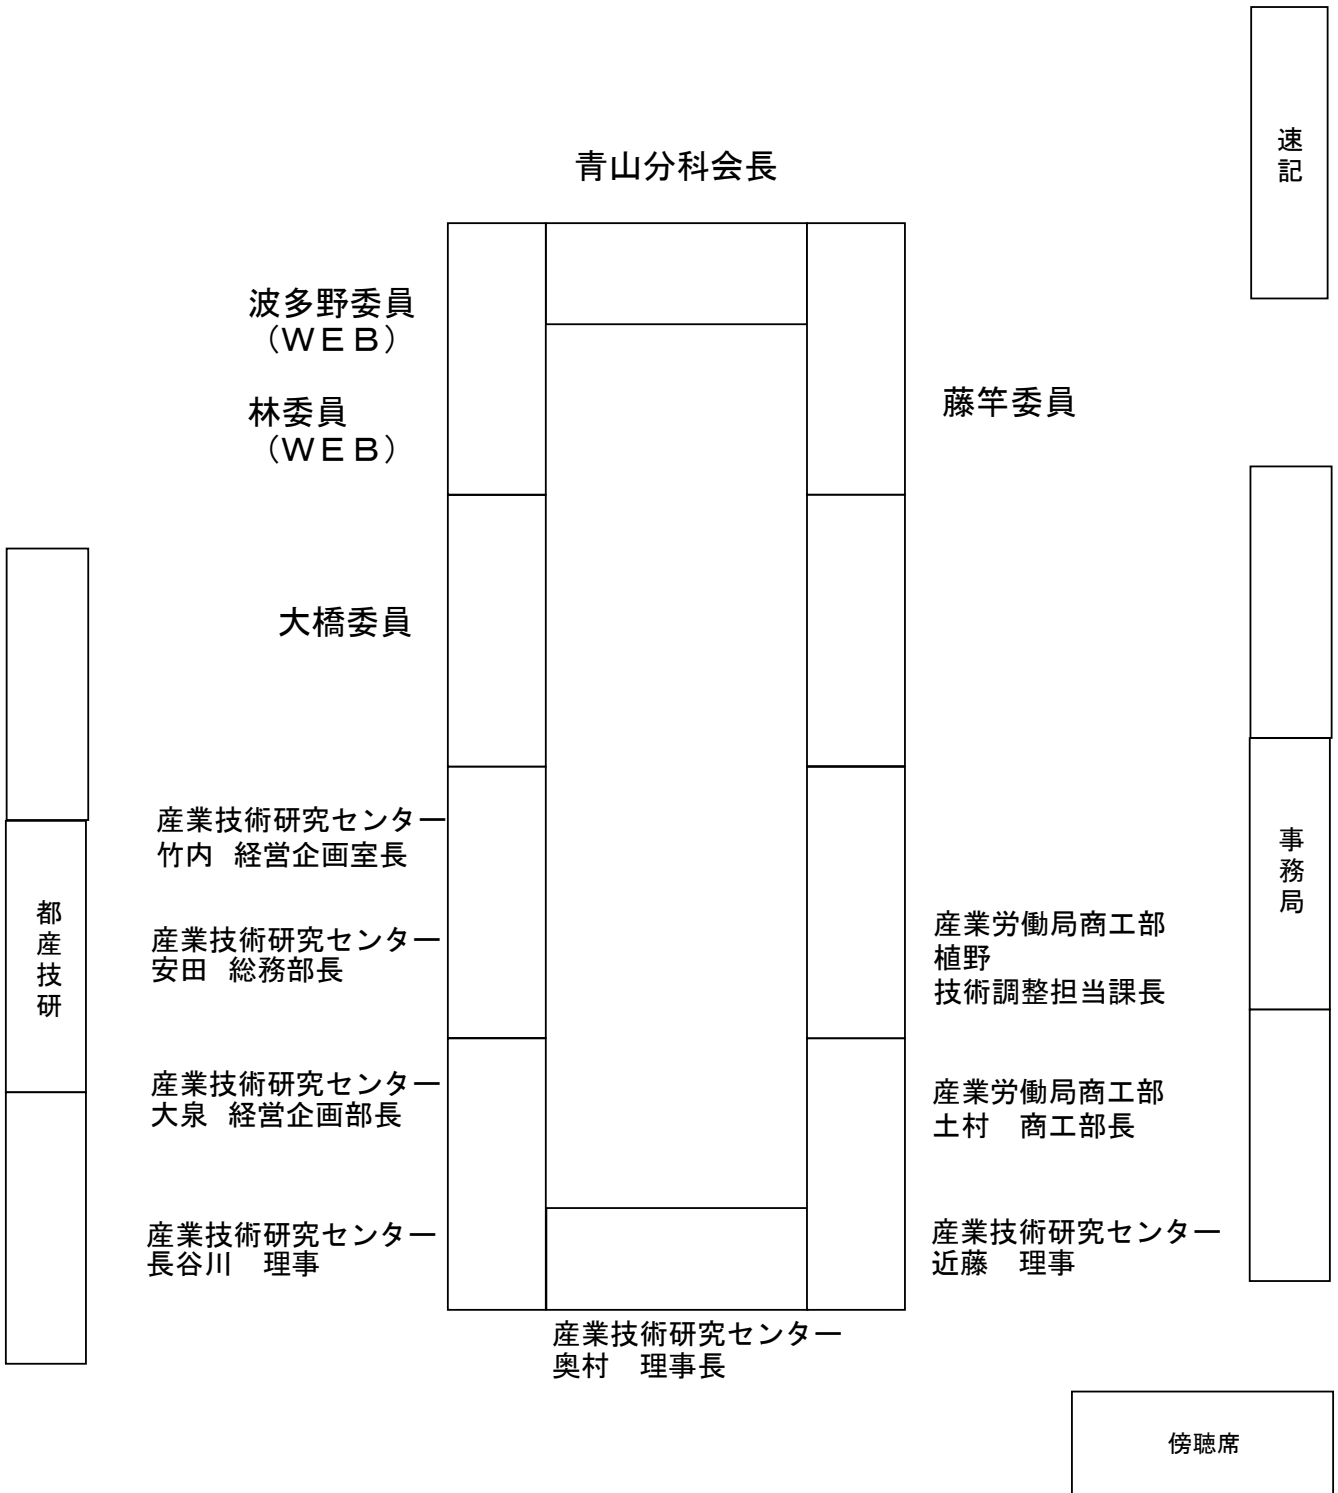 速記
青山分科会長
波多野委員
（ＷＥＢ）
林委員
（ＷＥＢ）
藤竿委員
大橋委員
産業技術研究センター
竹内　経営企画室長
事務局
都産技研
産業技術研究センター
安田　総務部長
産業労働局商工部
植野
技術調整担当課長
産業技術研究センター
大泉　経営企画部長
産業労働局商工部
土村　商工部長
産業技術研究センター
長谷川　理事
産業技術研究センター
近藤　理事
産業技術研究センター
奥村　理事長
傍聴席